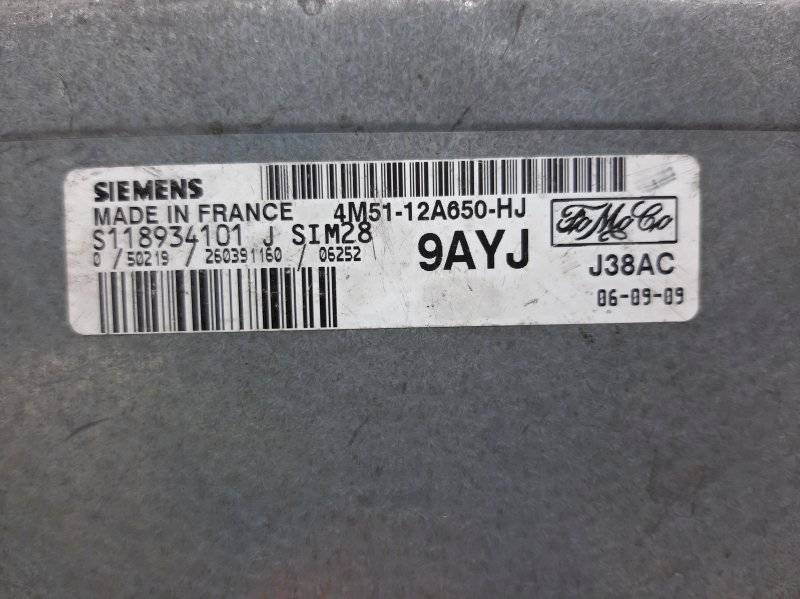 SIEMENS
MADE IN FRANCE 4M51-12A650-HJ
S118934101 J SIM28
0 / 50219 / 260391160 / 06252
9AYJ
FoMoCo
J38AC
06-09-09